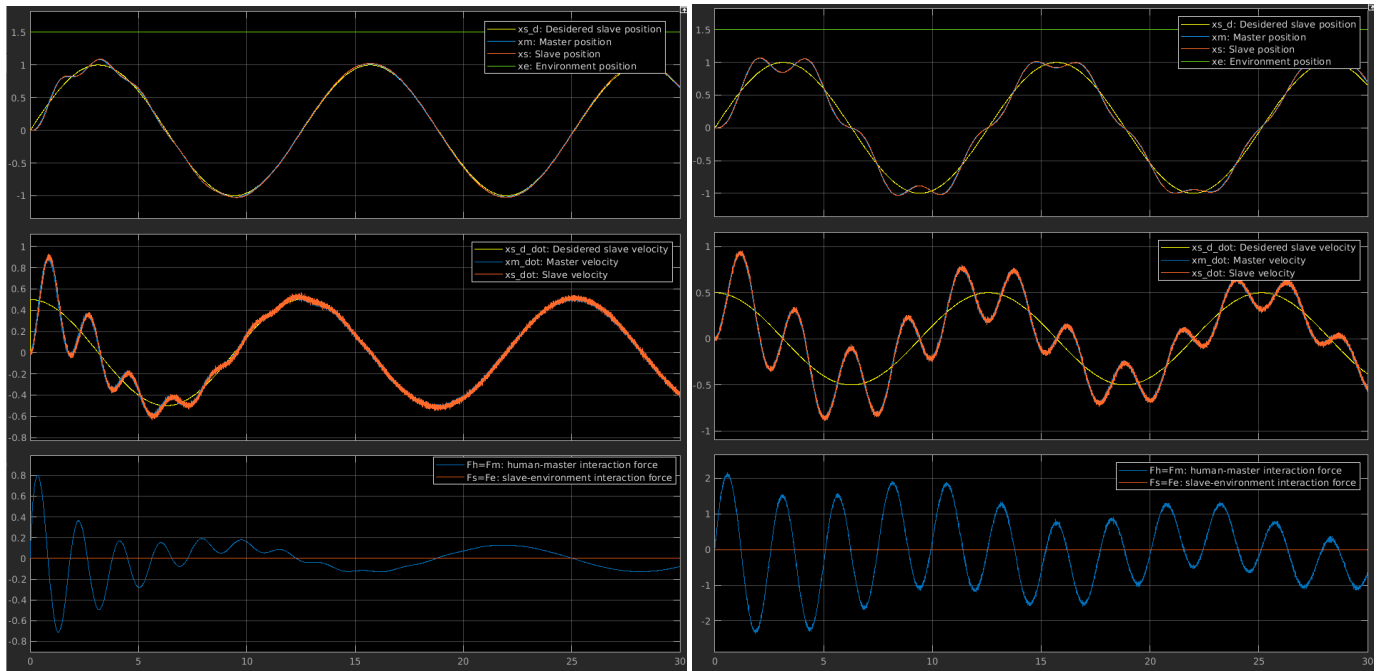 xs_d: Desidered slave position
xm: Master position
xs: Slave position
xe: Environment position
1.5
1
0.5
0
-0.5
-1
xs_d_dot: Desidered slave velocity
xm_dot: Master velocity
xs_dot: Slave velocity
1
0.8
0.6
0.4
0.2
0
-0.2
-0.4
-0.6
-0.8
Fh=Fm: human-master interaction force
Fs=Fe: slave-environment interaction force
0.8
0.6
0.4
0.2
0
-0.2
-0.4
-0.6
-0.8
0 5 10 15 20 25 30
xs_d: Desidered slave position
xm: Master position
xs: Slave position
xe: Environment position
1.5
1
0.5
0
-0.5
-1
xs_d_dot: Desidered slave velocity
xm_dot: Master velocity
xs_dot: Slave velocity
1
0.5
0
-0.5
-1
Fh=Fm: human-master interaction force
Fs=Fe: slave-environment interaction force
2
1
0
-1
-2
0 5 10 15 20 25 30